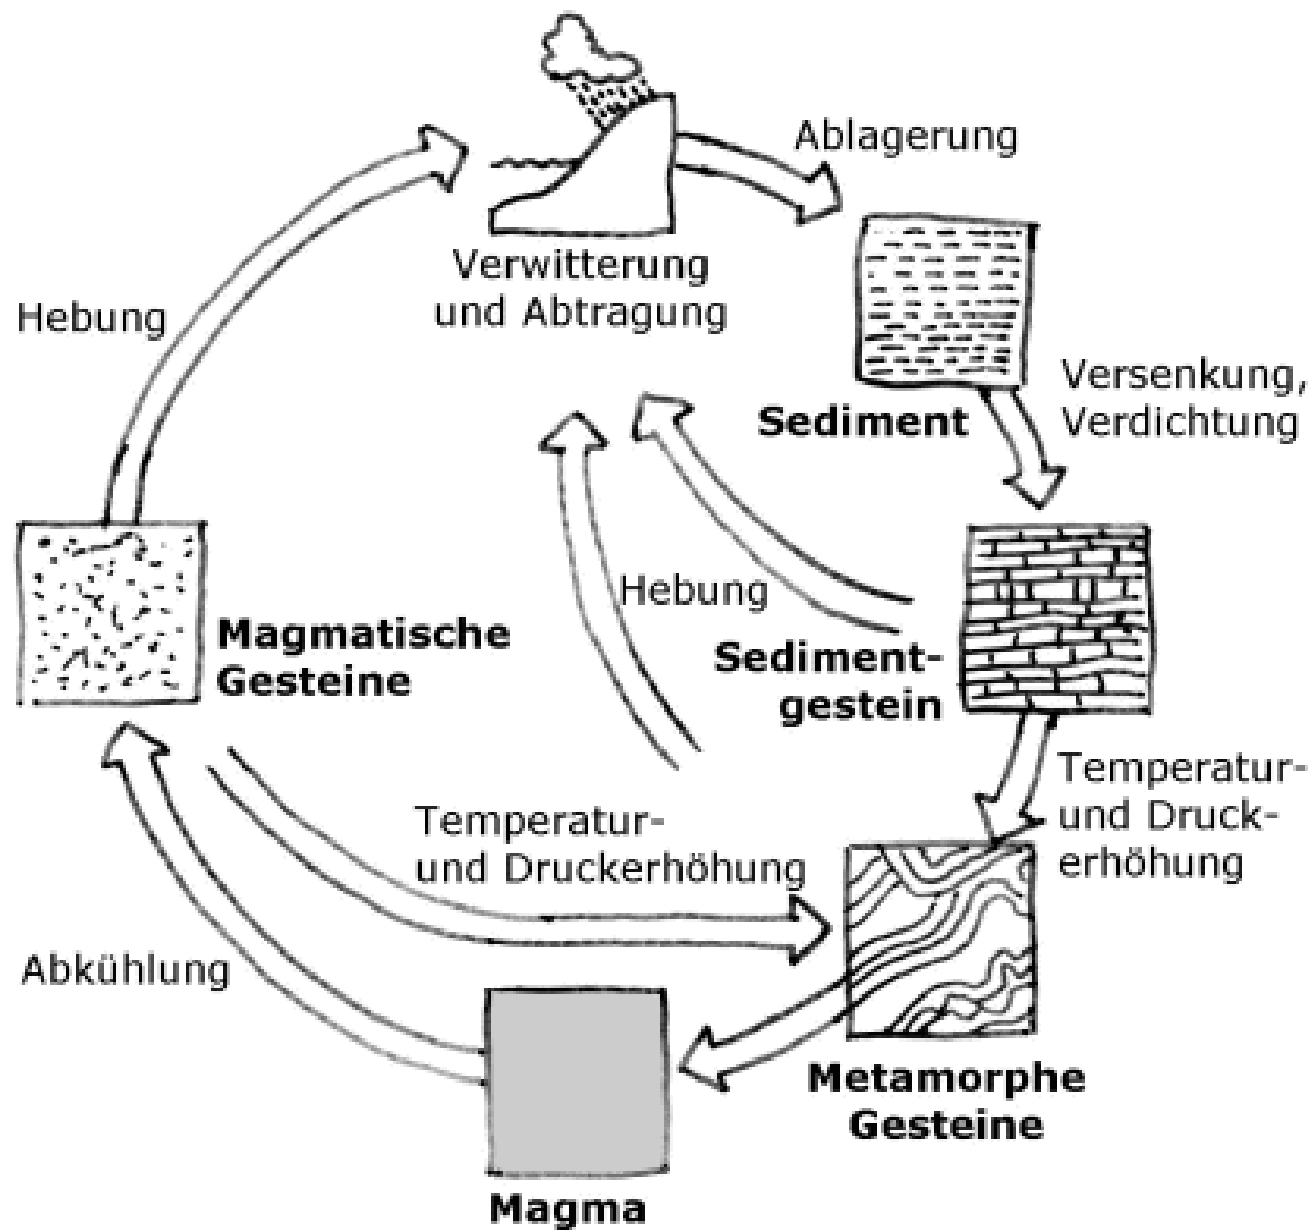 Ablagerung
Verwitterung
und Abtragung
Hebung
Versenkung,
Verdichtung
Sediment
Hebung
Magmatische
Gesteine
Sediment-
gestein
Temperatur-
und Druck-
erhöhung
Temperatur-
und Druckerhöhung
Abkühlung
Metamorphe
Gesteine
Magma